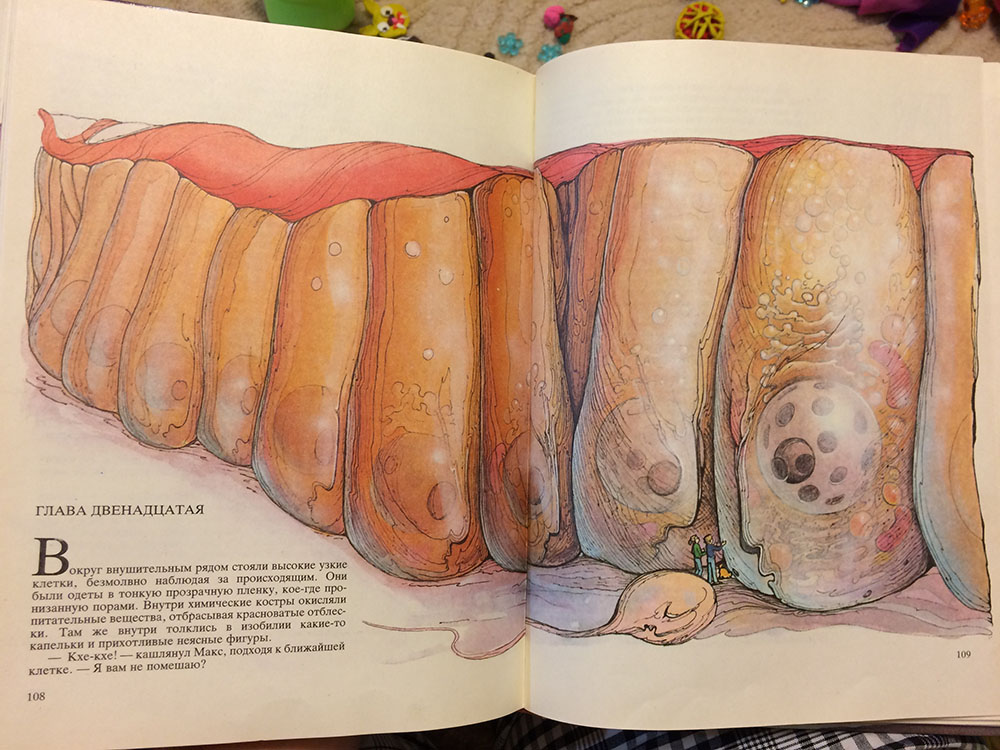 ГЛАВА ДВЕНАДЦАТАЯ
Вокруг внушительным рядом стояли высокие узкие
клетки, безмолвно наблюдая за происходящим. Они
были одеты в тонкую прозрачную пленку, кое-где про-
низанную порами. Внутри химические костры окисляли
питательные вещества, отбрасывая красноватые отблес-
ки. Там же внутри толклись в изобилии какие-то
капельки и прихотливые неясные фигуры.
— Кхе-кхе! — кашлянул Макс, подходя к ближайшей
клетке. — Я вам не помешаю?
108
109